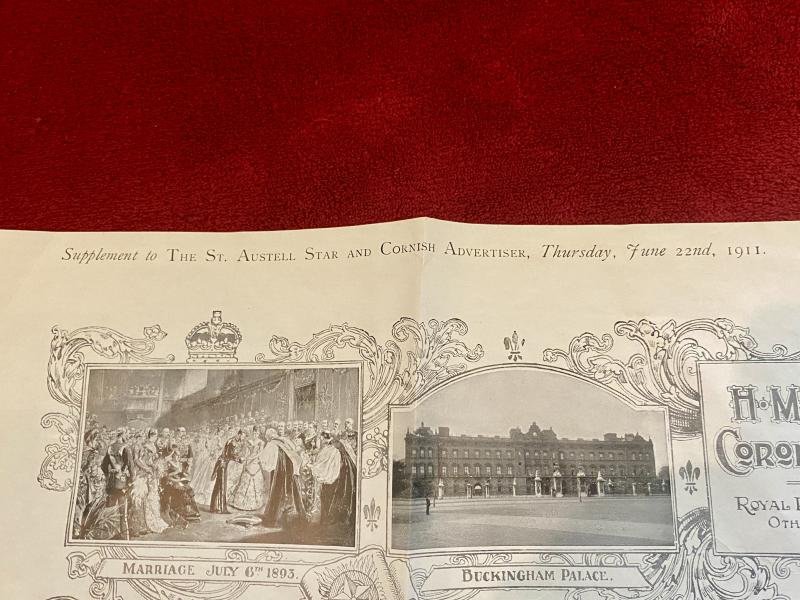 Supplement to THE ST. AUSTELL STAR AND CORNISH ADVERTISER, Thursday, June 22nd, 1911.
H·M
ROYAL
MARRIAGE JULY 6TH 1893.
BUCKINGHAM PALACE.